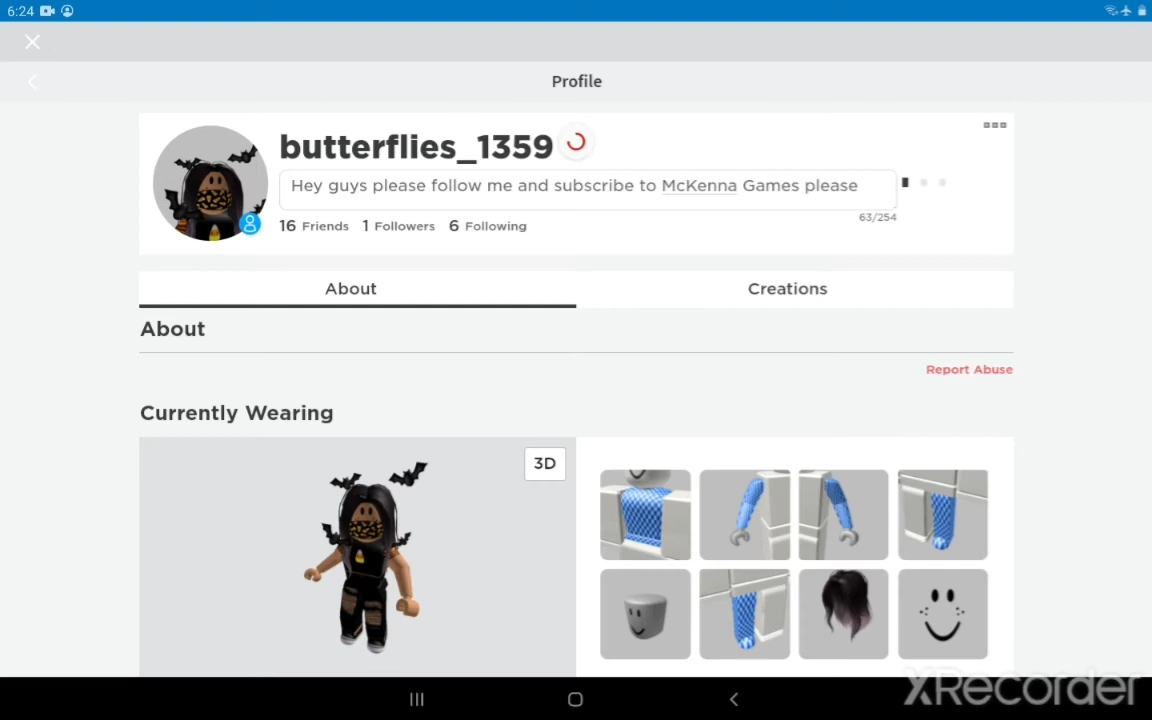 6:24
Profile
butterflies_1359
Hey guys please follow me and subscribe to McKenna Games please
63/254
16 Friends 1 Followers 6 Following
About Creations
About
Report Abuse
Currently Wearing
3D
XRecorder